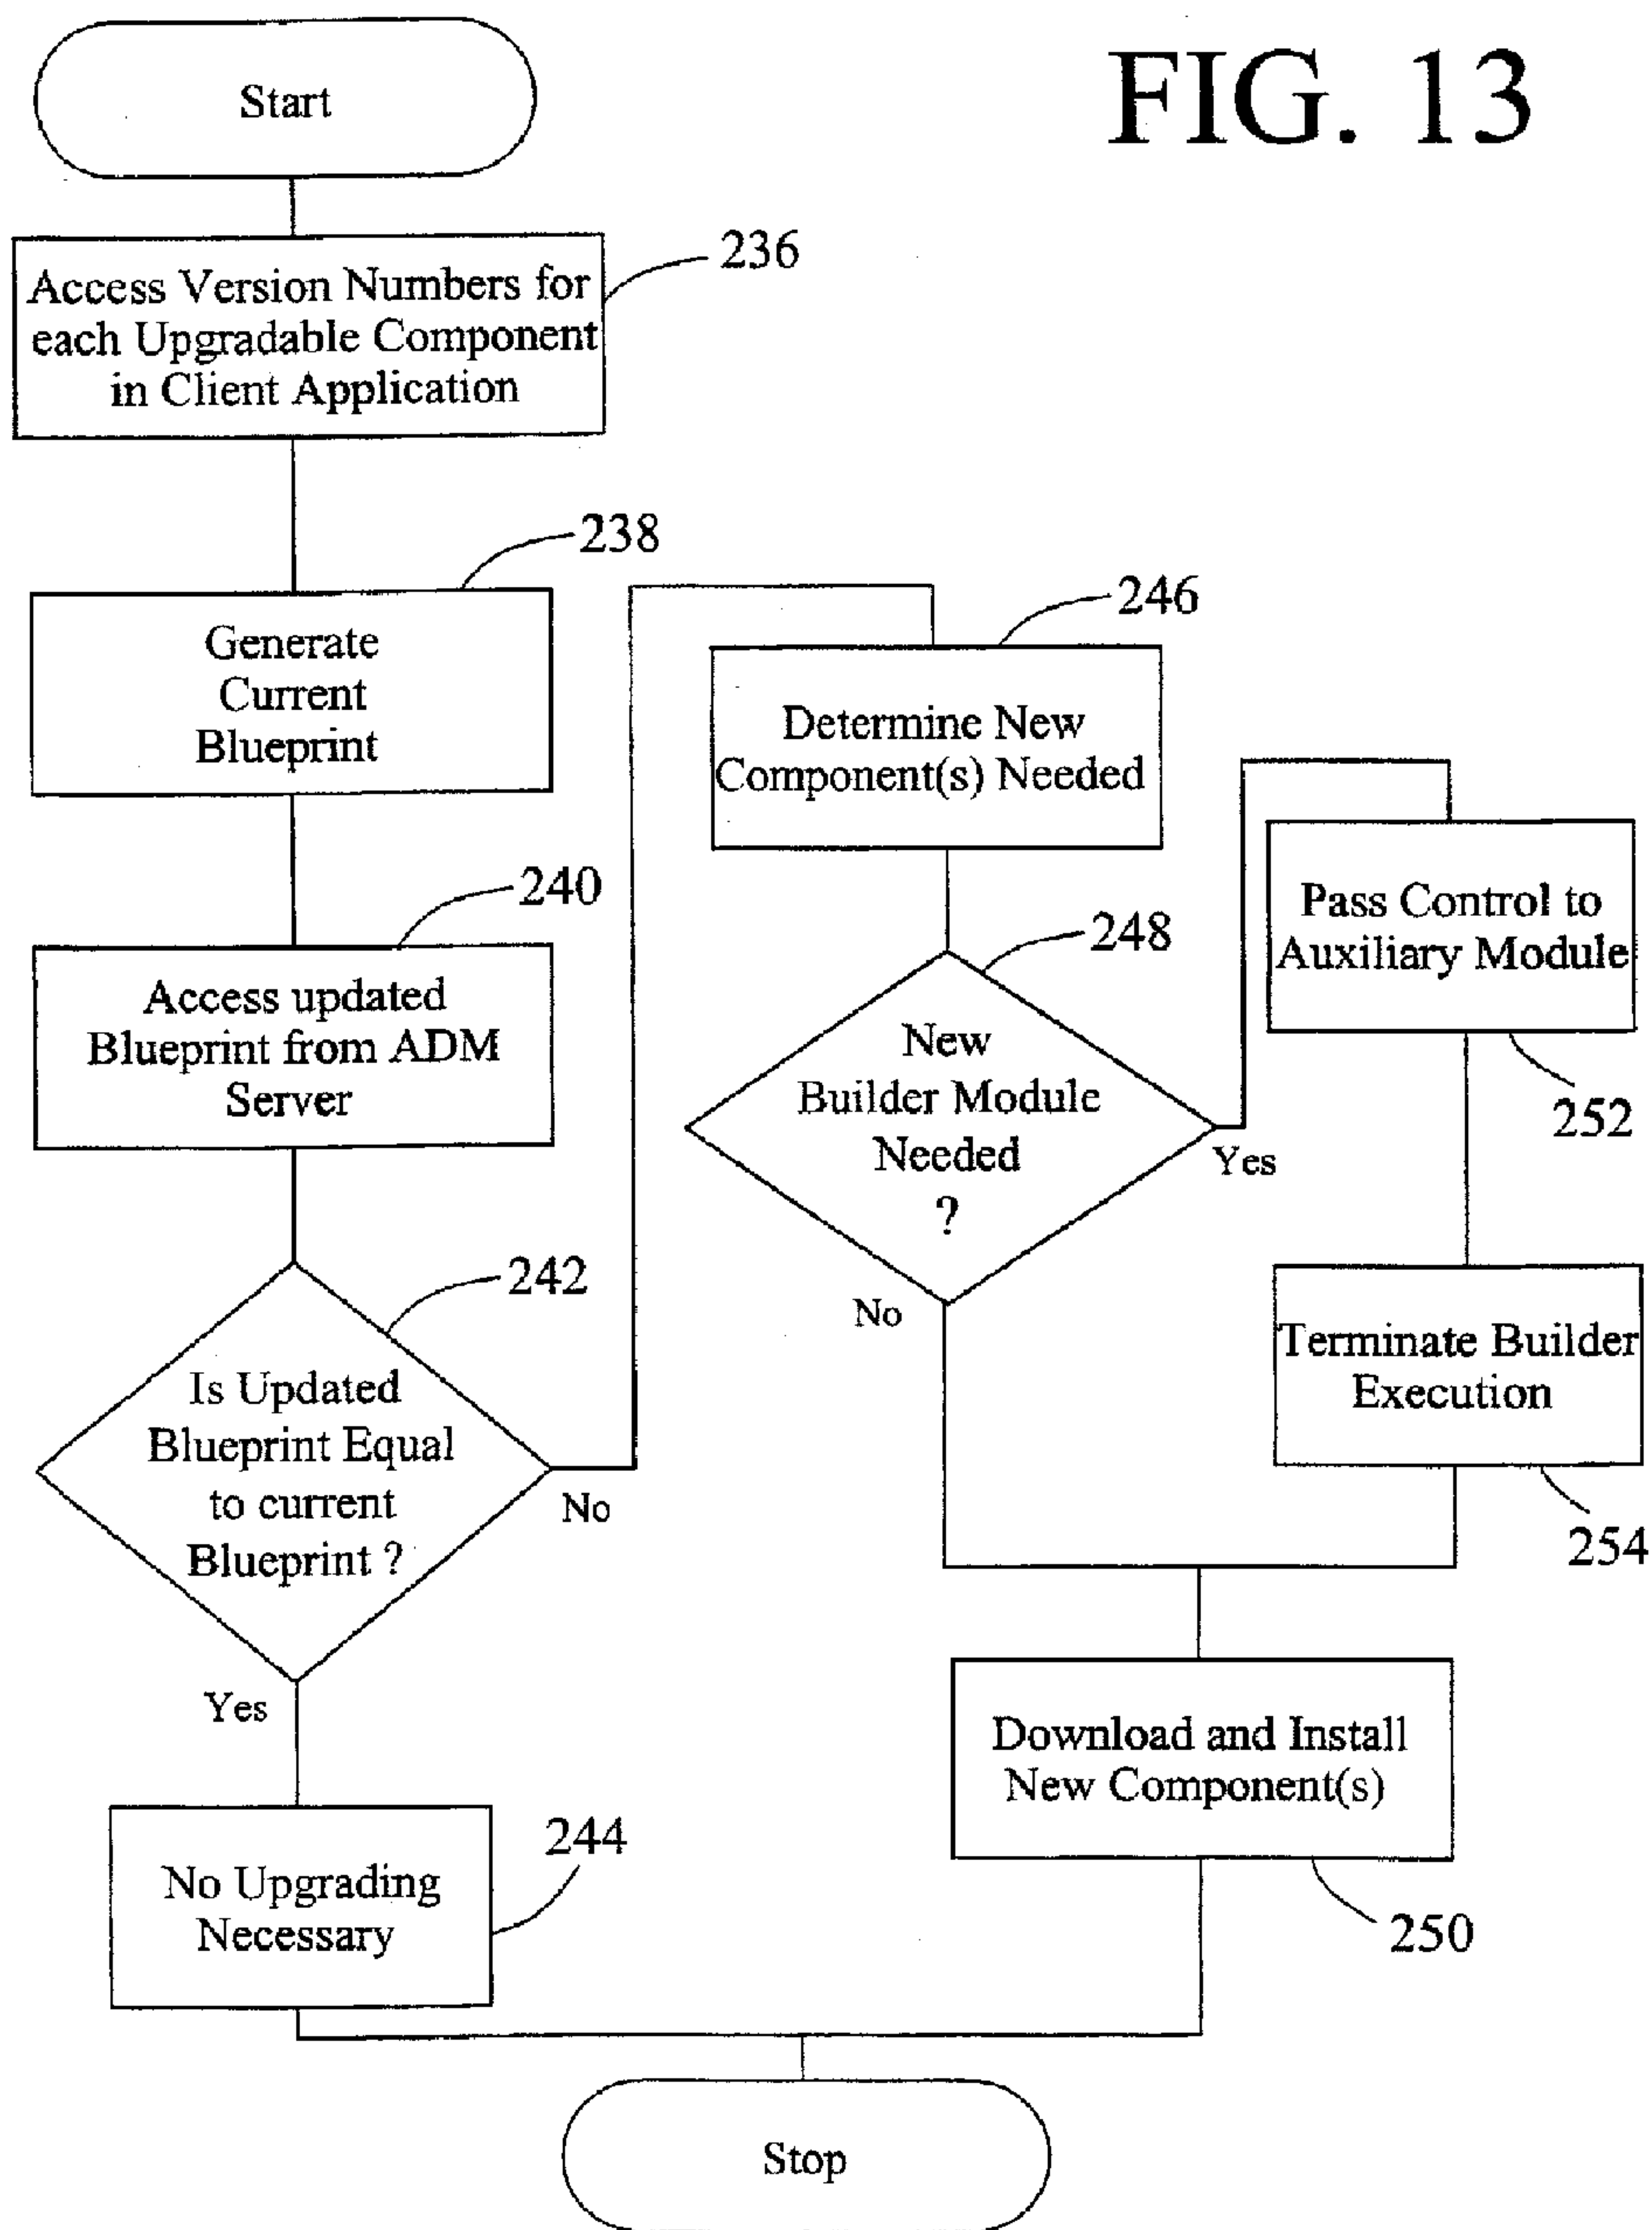 FIG. 13
Start
236
Access Version Numbers for
each Upgradable Component
in Client Application
238
Generate
Current
Blueprint
240
Access updated
Blueprint from ADM
Server
242
Is Updated
Blueprint Equal
to current
Blueprint ?
No
Yes
244
No Upgrading
Necessary
246
Determine New
Component(s) Needed
248
New
Builder Module
Needed
?
Yes
No
Pass Control to
Auxiliary Module
252
Terminate Builder
Execution
254
Download and Install
New Component(s)
250
Stop